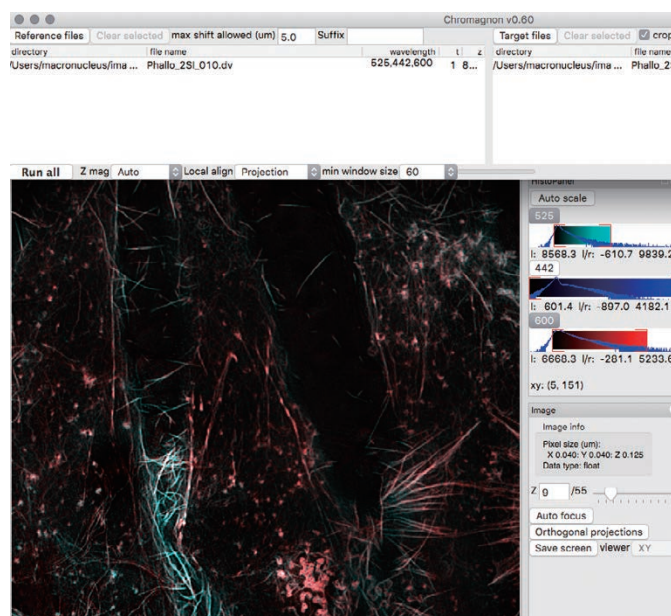 Chromagnon v0.60
Reference files Clear selected max shift allowed (um) 5.0 Suffix Target files Clear selected crop
directory file name wavelength t z directory file name
/Users/macronucleus/ima ... Phallo_2SI_010.dv 525,442,600 1 8... /Users/macronucleus/ima ... Phallo_2S
Run all Z mag Auto Local align Projection min window size 60
HistoPanel
Auto scale
525
l: 8568.3 l/r: -610.7 9839.2
442
l: 601.4 l/r: -897.0 4182.1
600
l: 6668.3 l/r: -281.1 5233.6
xy: (5, 151)
Image
Image info
Pixel size (um):
X 0.040: Y 0.040: Z 0.125
Data type: float
Z 9 /55
Auto focus
Orthogonal projections
Save screen viewer XY